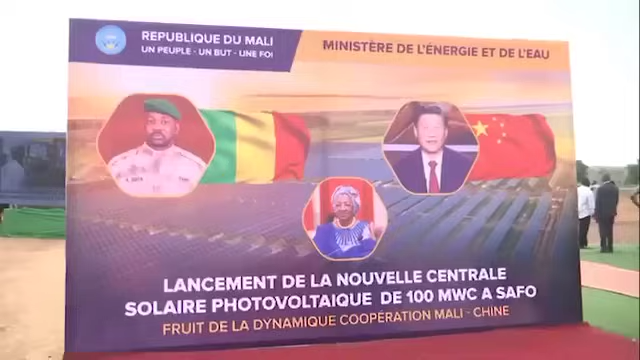 REPUBLIQUE DU MALI
UN PEUPLE - UN BUT - UNE FOI
MINISTÈRE DE L'ÉNERGIE ET DE L'EAU
LANCEMENT DE LA NOUVELLE CENTRALE
SOLAIRE PHOTOVOLTAIQUE DE 100 MWC A SAFO
FRUIT DE LA DYNAMIQUE COOPÉRATION MALI - CHINE